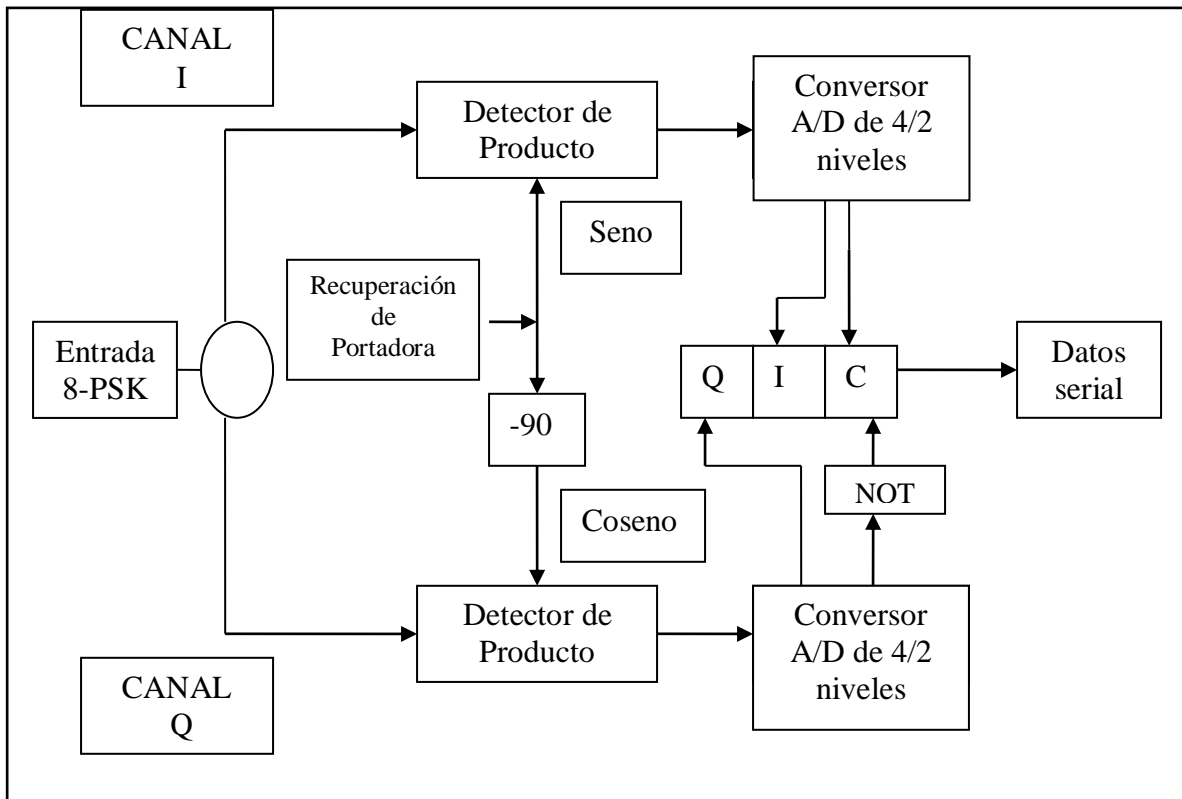 CANAL
I
Detector de
Producto
Conversor
A/D de 4/2
niveles
Seno
Recuperación
de
Portadora
Entrada
8-PSK
Q
I
C
Datos
serial
-90
NOT
Coseno
Detector de
Producto
Conversor
A/D de 4/2
niveles
CANAL
Q